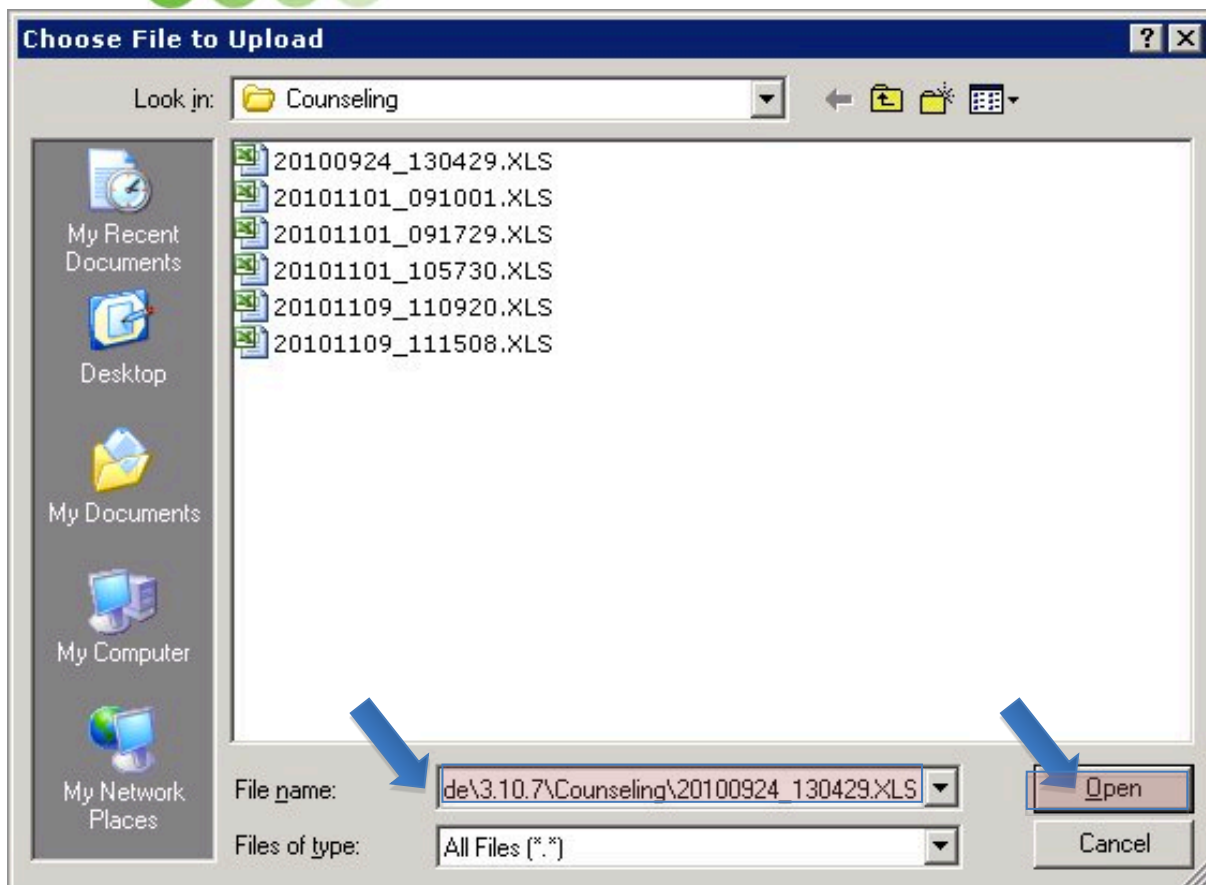 Choose File to Upload
Look in: Counseling
20100924_130429.XLS
20101101_091001.XLS
20101101_091729.XLS
20101101_105730.XLS
20101109_110920.XLS
20101109_111508.XLS
My Recent
Documents
Desktop
My Documents
My Computer
My Network
Places
File name: de\3.10.7\Counseling\20100924_130429.XLS Open
Files of type: All Files (*.*) Cancel